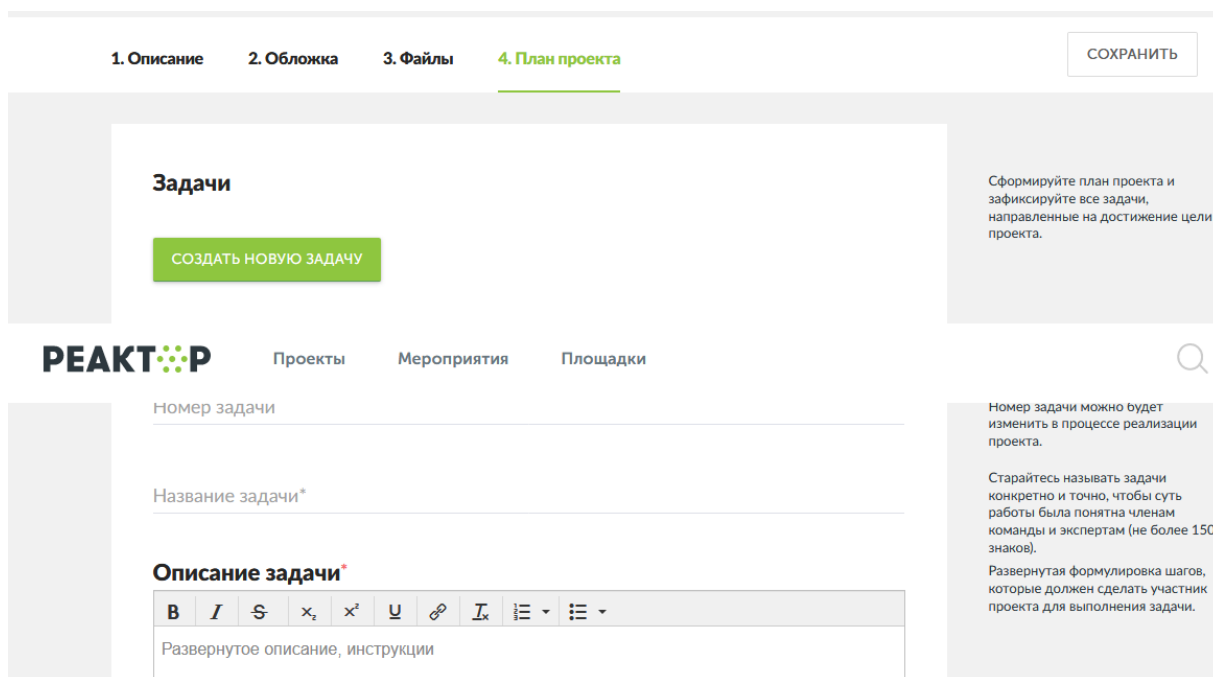 1. Описание 2. Обложка 3. Файлы 4. План проекта СОХРАНИТЬ
Задачи
СОЗДАТЬ НОВУЮ ЗАДАЧУ
Сформируйте план проекта и
зафиксируйте все задачи,
направленные на достижение цели
проекта.
РЕАКТОР Проекты Мероприятия Площадки
Номер задачи
Номер задачи можно будет
изменить в процессе реализации
проекта.
Название задачи*
Старайтесь называть задачи
конкретно и точно, чтобы суть
работы была понятна членам
команды и экспертам (не более 150
знаков).
Описание задачи*
B I S x₂ x² U Tx
Развернутое описание, инструкции
Развернутая формулировка шагов,
которые должен сделать участник
проекта для выполнения задачи.